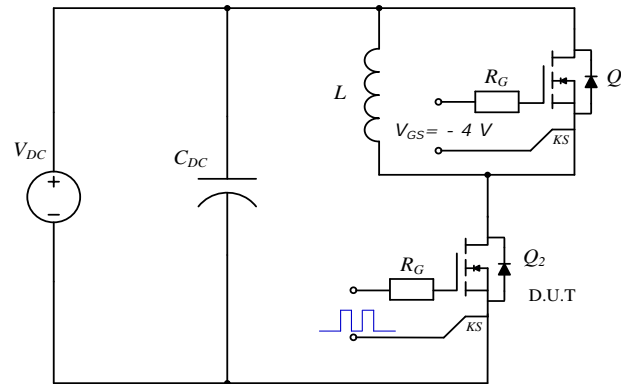 Q
R_G
L
V_GS = - 4 V
KS
V_DC
C_DC
+
−
Q_2
R_G
D.U.T
KS